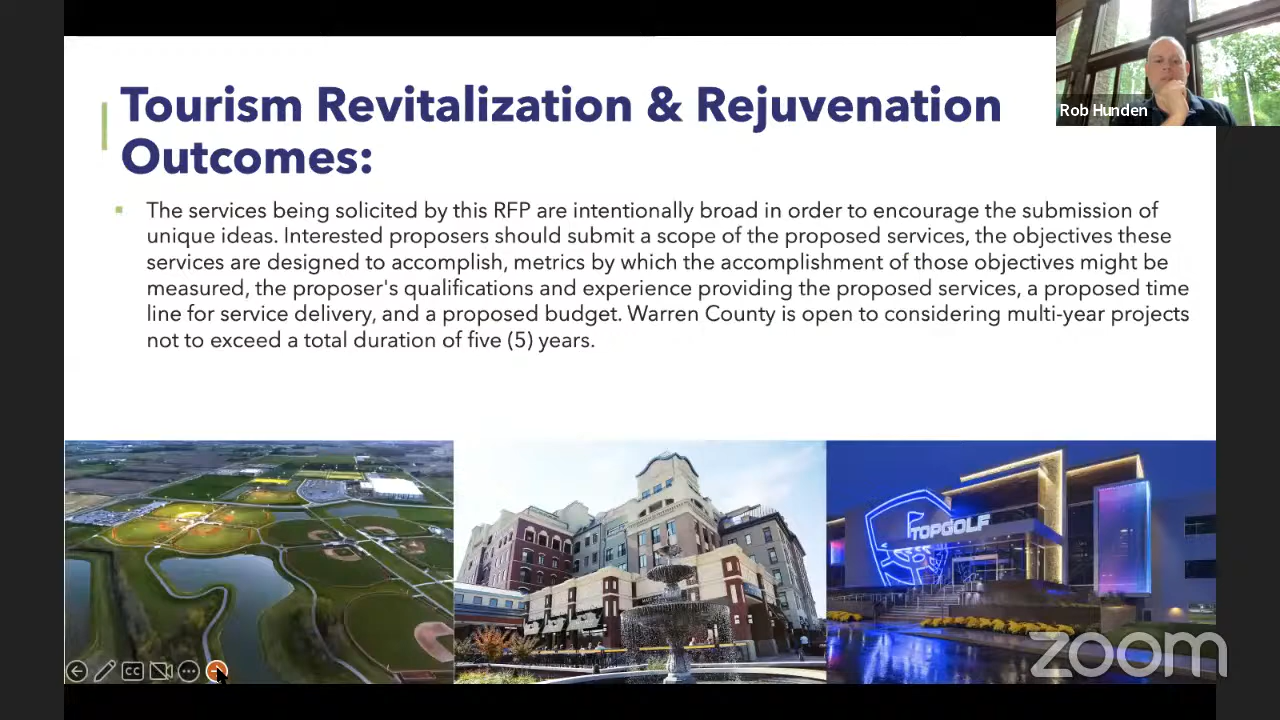 Tourism Revitalization & Rejuvenation
Outcomes:
Rob Hunden
The services being solicited by this RFP are intentionally broad in order to encourage the submission of
unique ideas. Interested proposers should submit a scope of the proposed services, the objectives these
services are designed to accomplish, metrics by which the accomplishment of those objectives might be
measured, the proposer's qualifications and experience providing the proposed services, a proposed time
line for service delivery, and a proposed budget. Warren County is open to considering multi-year projects
not to exceed a total duration of five (5) years.
TOPGOLF
CC
zoom